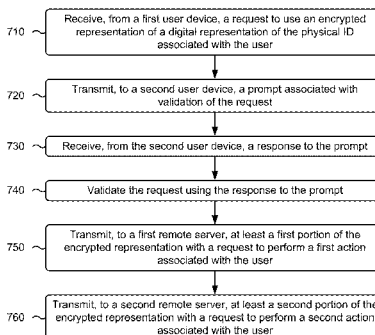 710
Receive, from a first user device, a request to use an encrypted
representation of a digital representation of the physical ID
associated with the user
720
Transmit, to a second user device, a prompt associated with
validation of the request
730
Receive, from the second user device, a response to the prompt
740
Validate the request using the response to the prompt
750
Transmit, to a first remote server, at least a first portion of the
encrypted representation with a request to perform a first action
associated with the user
760
Transmit, to a second remote server, at least a second portion of the
encrypted representation with a request to perform a second action
associated with the user